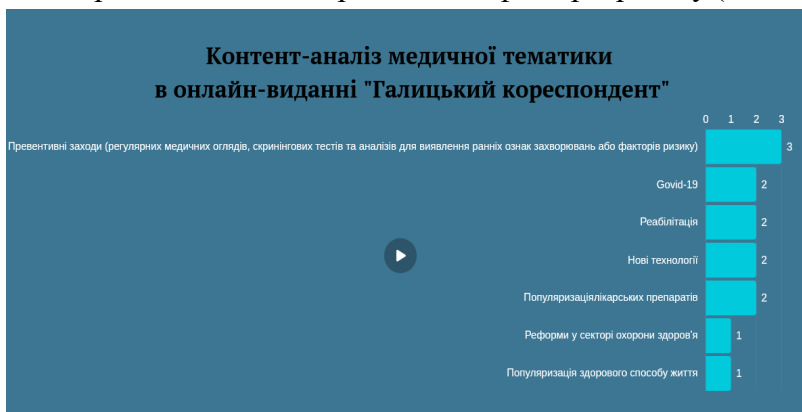 Контент-аналіз медичної тематики
в онлайн-виданні "Галицький кореспондент"
0 1 2 3
Превентивні заходи (регулярних медичних оглядів, скринінгових тестів та аналізів для виявлення ранніх ознак захворювань або факторів ризику) 3
Govid-19 2
Реабілітація 2
Нові технології 2
Популяризаціялікарських препаратів 2
Реформи у секторі охорони здоров'я 1
Популяризація здорового способу життя 1